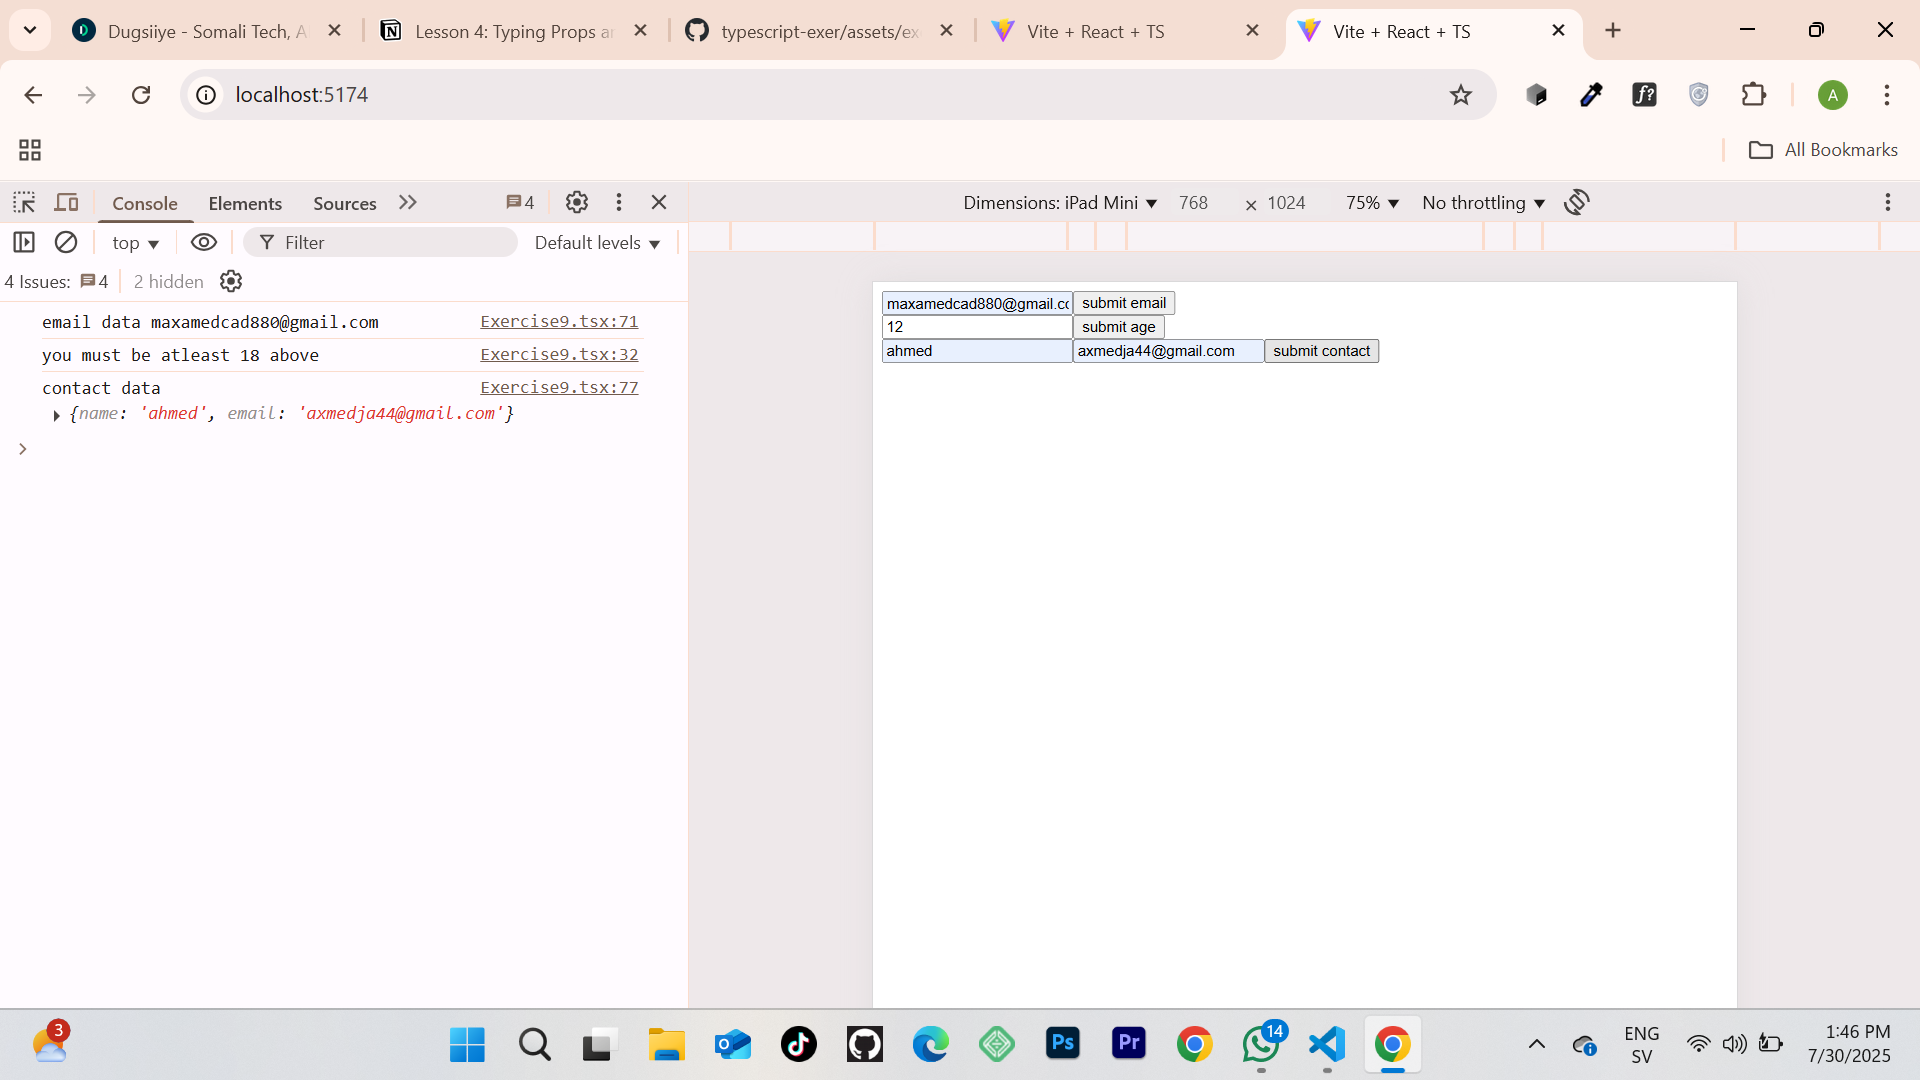 Dugsiiye - Somali Tech, A
Lesson 4: Typing Props a
typescript-exer/assets/ex
Vite + React + TS
Vite + React + TS
localhost:5174
A
All Bookmarks
Console
Elements
Sources
4
Dimensions: iPad Mini
768
×
1024
75%
No throttling
top
Filter
Default levels
4 Issues:
4
2 hidden
email data maxamedcad880@gmail.com
Exercise9.tsx:71
you must be atleast 18 above
Exercise9.tsx:32
contact data
Exercise9.tsx:77
{name: 'ahmed', email: 'axmedja44@gmail.com'}
maxamedcad880@gmail.co
submit email
12
submit age
ahmed
axmedja44@gmail.com
submit contact
3
Ps
Pr
14
ENG
SV
1:46 PM
7/30/2025